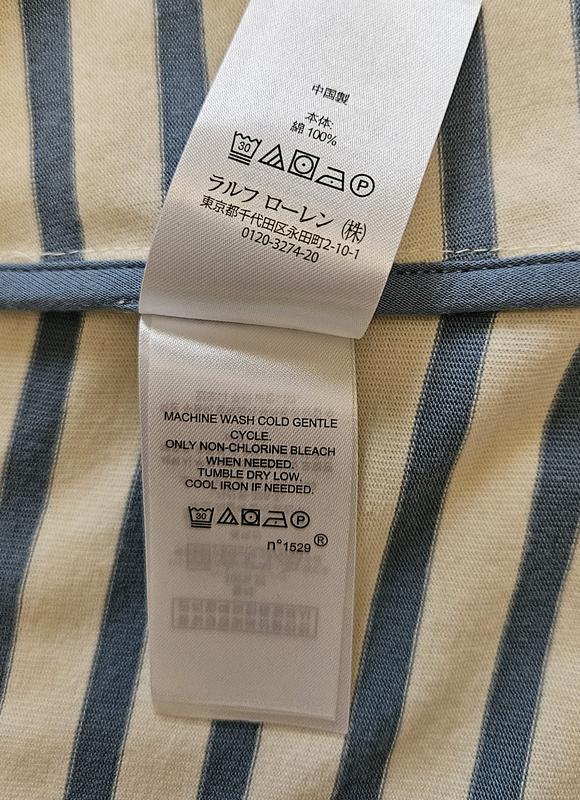 中国製
本体:
綿 100%
30 P
ラルフ ローレン (株)
東京都千代田区永田町2-10-1
0120-3274-20
MACHINE WASH COLD GENTLE
CYCLE.
ONLY NON-CHLORINE BLEACH
WHEN NEEDED.
TUMBLE DRY LOW.
COOL IRON IF NEEDED.
30 P
n°1529 ®